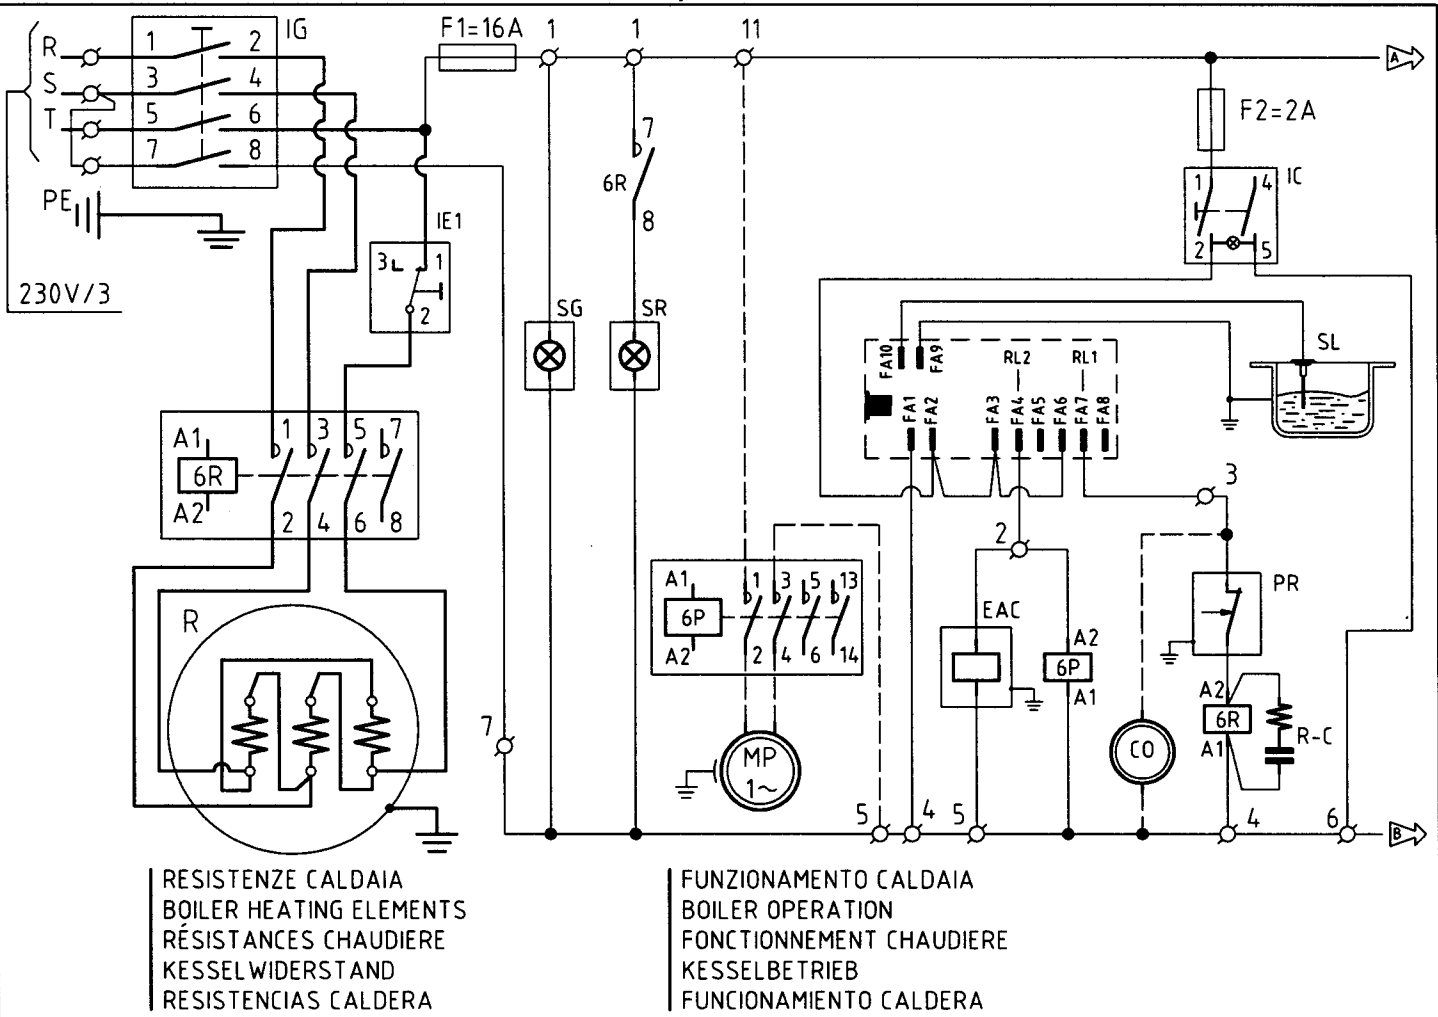 F1=16A
1
1
11
IG
R
1
2
A
S
3
4
T
5
6
F2=2A
7
8
7
6R
8
PE
IE1
1
4
IC
3
1
2
5
2
230V/3
SG
SR
SL
FA10
FA9
RL2
RL1
FA1
FA2
FA3
FA4
FA5
FA6
FA7
FA8
A1
6R
A2
1
3
5
7
2
4
6
8
3
2
A1
6P
A2
1
3
5
13
2
4
6
14
EAC
A2
6P
A1
PR
R
A2
6R
A1
R-C
7
MP
1~
CO
5
4
5
4
6
B
RESISTENZE CALDAIA
BOILER HEATING ELEMENTS
RÉSISTANCES CHAUDIERE
KESSELWIDERSTAND
RESISTENCIAS CALDERA
FUNZIONAMENTO CALDAIA
BOILER OPERATION
FONCTIONNEMENT CHAUDIERE
KESSELBETRIEB
FUNCIONAMIENTO CALDERA